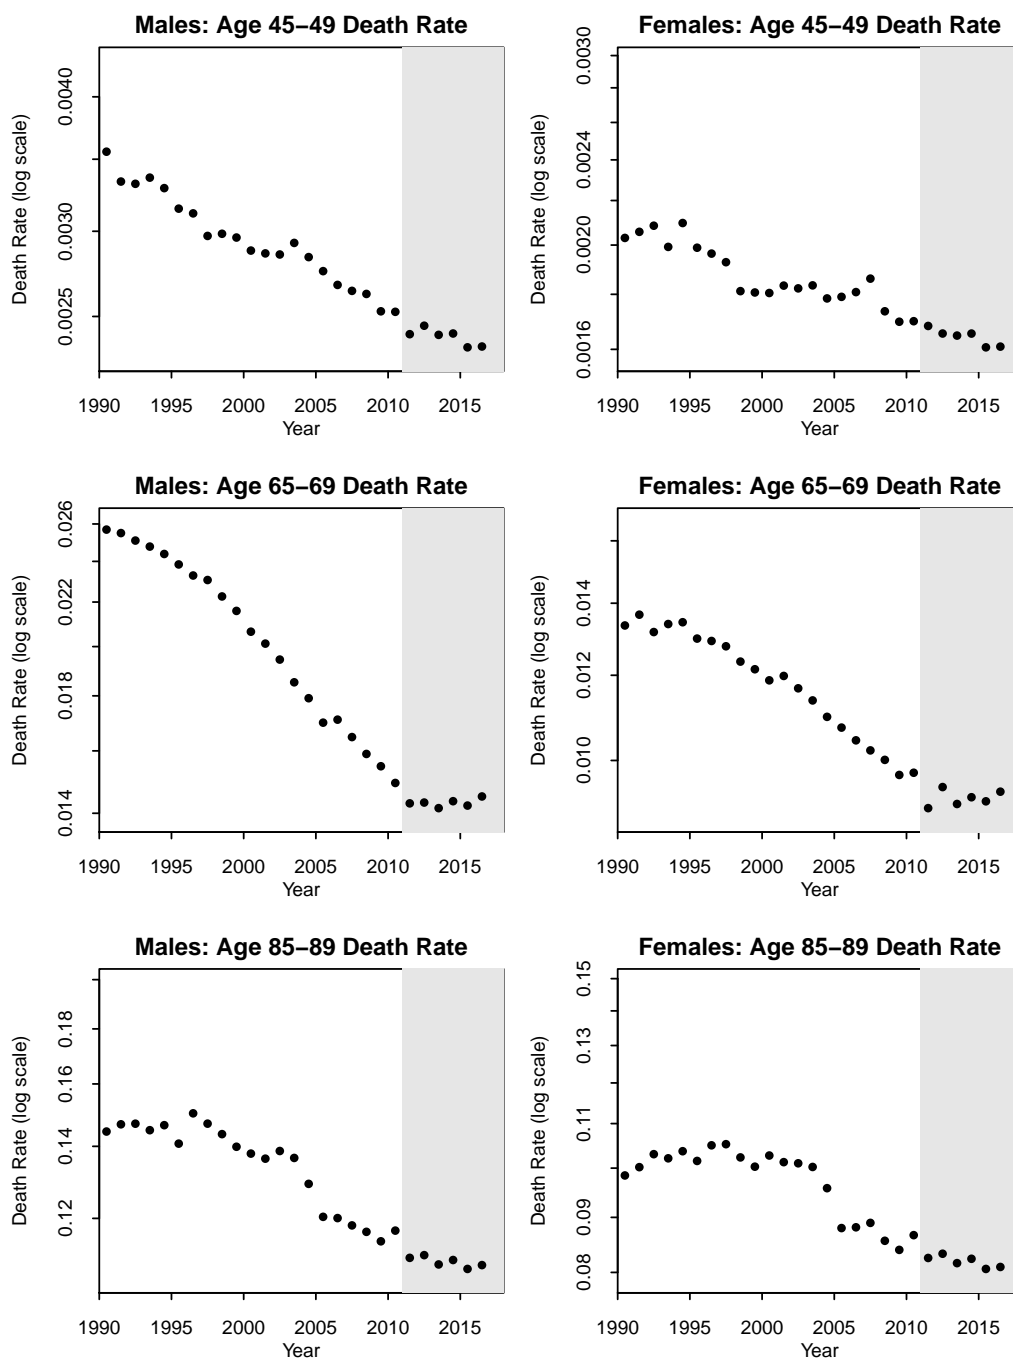 Males: Age 45−49 Death Rate
Death Rate (log scale)
0.0040
0.0030
0.0025
1990 1995 2000 2005 2010 2015
Year
Females: Age 45−49 Death Rate
Death Rate (log scale)
0.0030
0.0024
0.0020
0.0016
1990 1995 2000 2005 2010 2015
Year
Males: Age 65−69 Death Rate
Death Rate (log scale)
0.026
0.022
0.018
0.014
1990 1995 2000 2005 2010 2015
Year
Females: Age 65−69 Death Rate
Death Rate (log scale)
0.014
0.012
0.010
1990 1995 2000 2005 2010 2015
Year
Males: Age 85−89 Death Rate
Death Rate (log scale)
0.18
0.16
0.14
0.12
1990 1995 2000 2005 2010 2015
Year
Females: Age 85−89 Death Rate
Death Rate (log scale)
0.15
0.13
0.11
0.09
0.08
1990 1995 2000 2005 2010 2015
Year